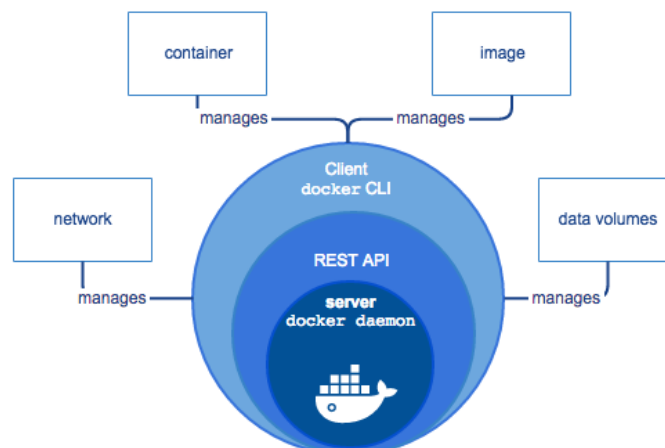 container
image
manages
manages
Client
docker CLI
network
data volumes
REST API
manages
manages
server
docker daemon